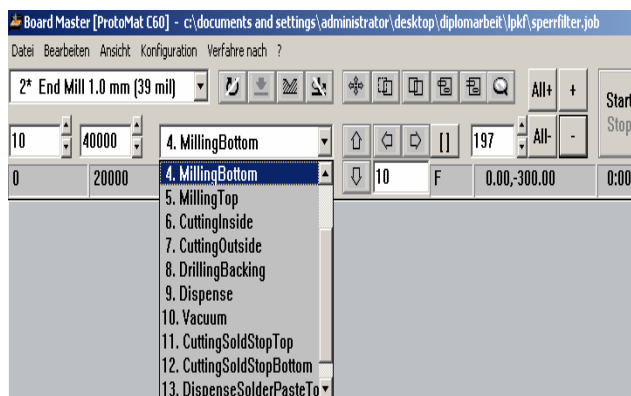 Board Master [ProtoMat C60] - c:\documents and settings\administrator\desktop\diplomarbeit\lpkf\sperrfilter.job
Datei Bearbeiten Ansicht Konfiguration Verfahre nach ?
2* End Mill 1.0 mm (39 mil) All+ + Start
10 40000 4. MillingBottom [] 197 All- - Stop
0 20000 4. MillingBottom 10 F 0.00,-300.00 0:00
5. MillingTop
6. CuttingInside
7. CuttingOutside
8. DrillingBacking
9. Dispense
10. Vacuum
11. CuttingSoldStopTop
12. CuttingSoldStopBottom
13. DispenseSolderPasteTo